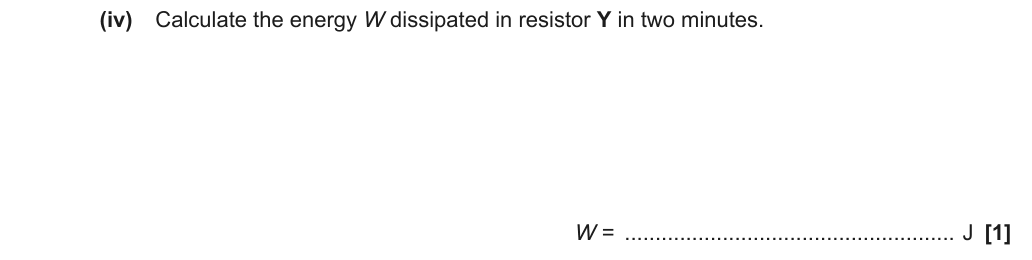 (iv) Calculate the energy W dissipated in resistor Y in two minutes.
W = ...................................................... J [1]